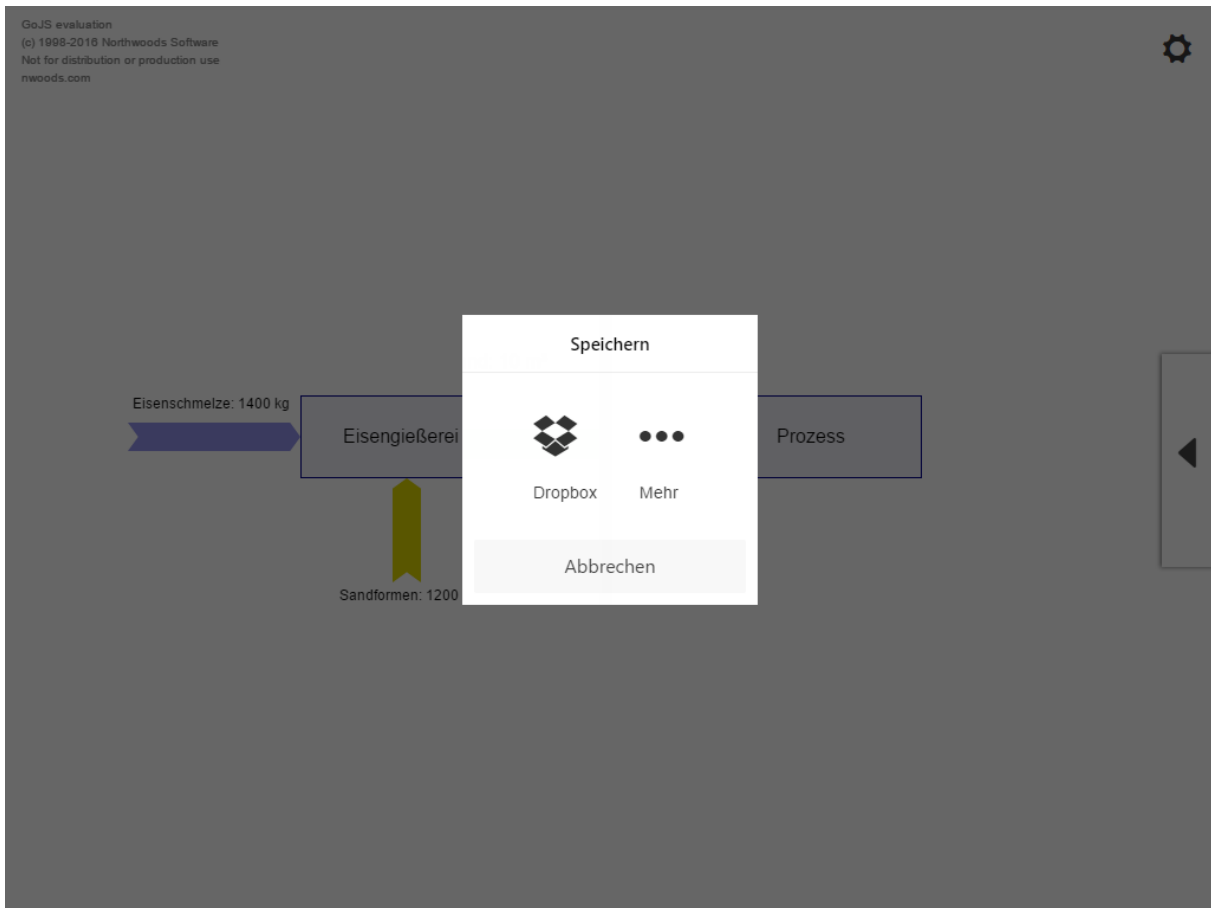 GoJS evaluation
(c) 1998-2016 Northwoods Software
Not for distribution or production use
nwoods.com
Speichern
Eisenschmelze: 1400 kg
Eisengießerei
Prozess
Dropbox
Mehr
Abbrechen
Sandformen: 1200